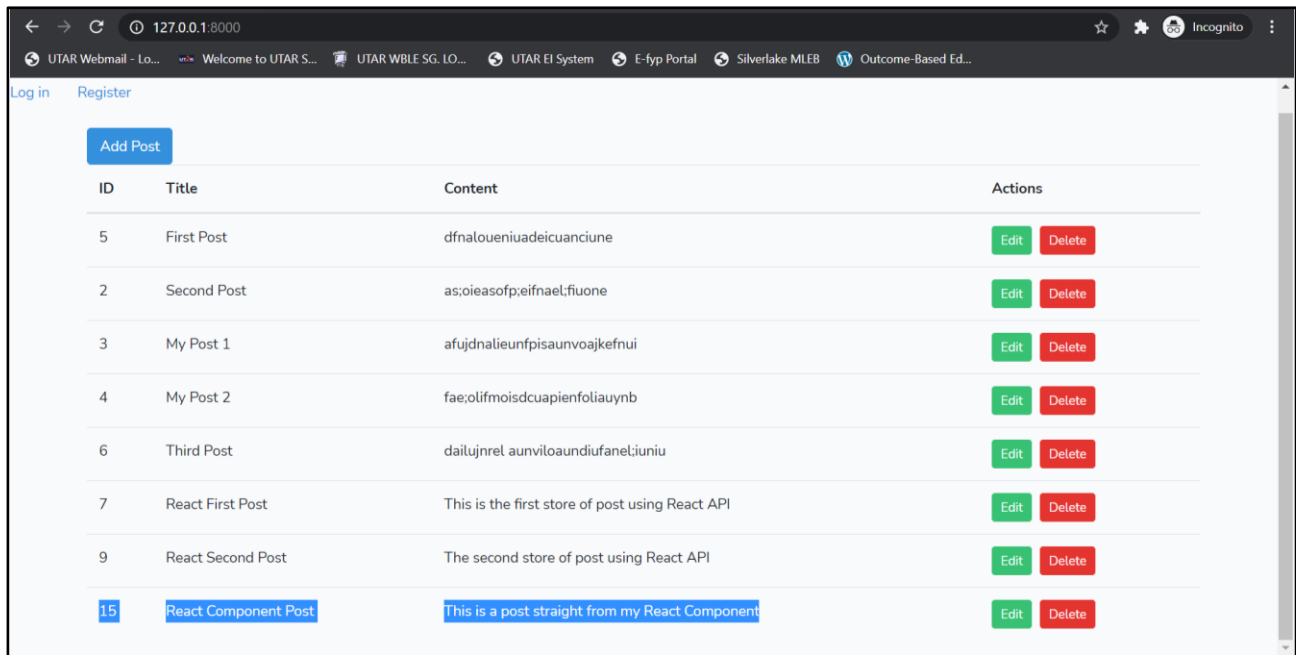 127.0.0.1:8000 Incognito
UTAR Webmail - Lo... Welcome to UTAR S... UTAR WBLE SG. LO... UTAR EI System E-fyp Portal Silverlake MLEB Outcome-Based Ed...
Log in Register
Add Post
ID Title Content Actions
5 First Post dfnaloueniuadeicuanciune Edit Delete
2 Second Post as;oieasofp;eifnael;fiuone Edit Delete
3 My Post 1 afujdnalieunfpisaunvoajkefnui Edit Delete
4 My Post 2 fae;olifmoisdcuapienfoliauynb Edit Delete
6 Third Post dailujnrel aunviloaundiufanel;iuniu Edit Delete
7 React First Post This is the first store of post using React API Edit Delete
9 React Second Post The second store of post using React API Edit Delete
15 React Component Post This is a post straight from my React Component Edit Delete